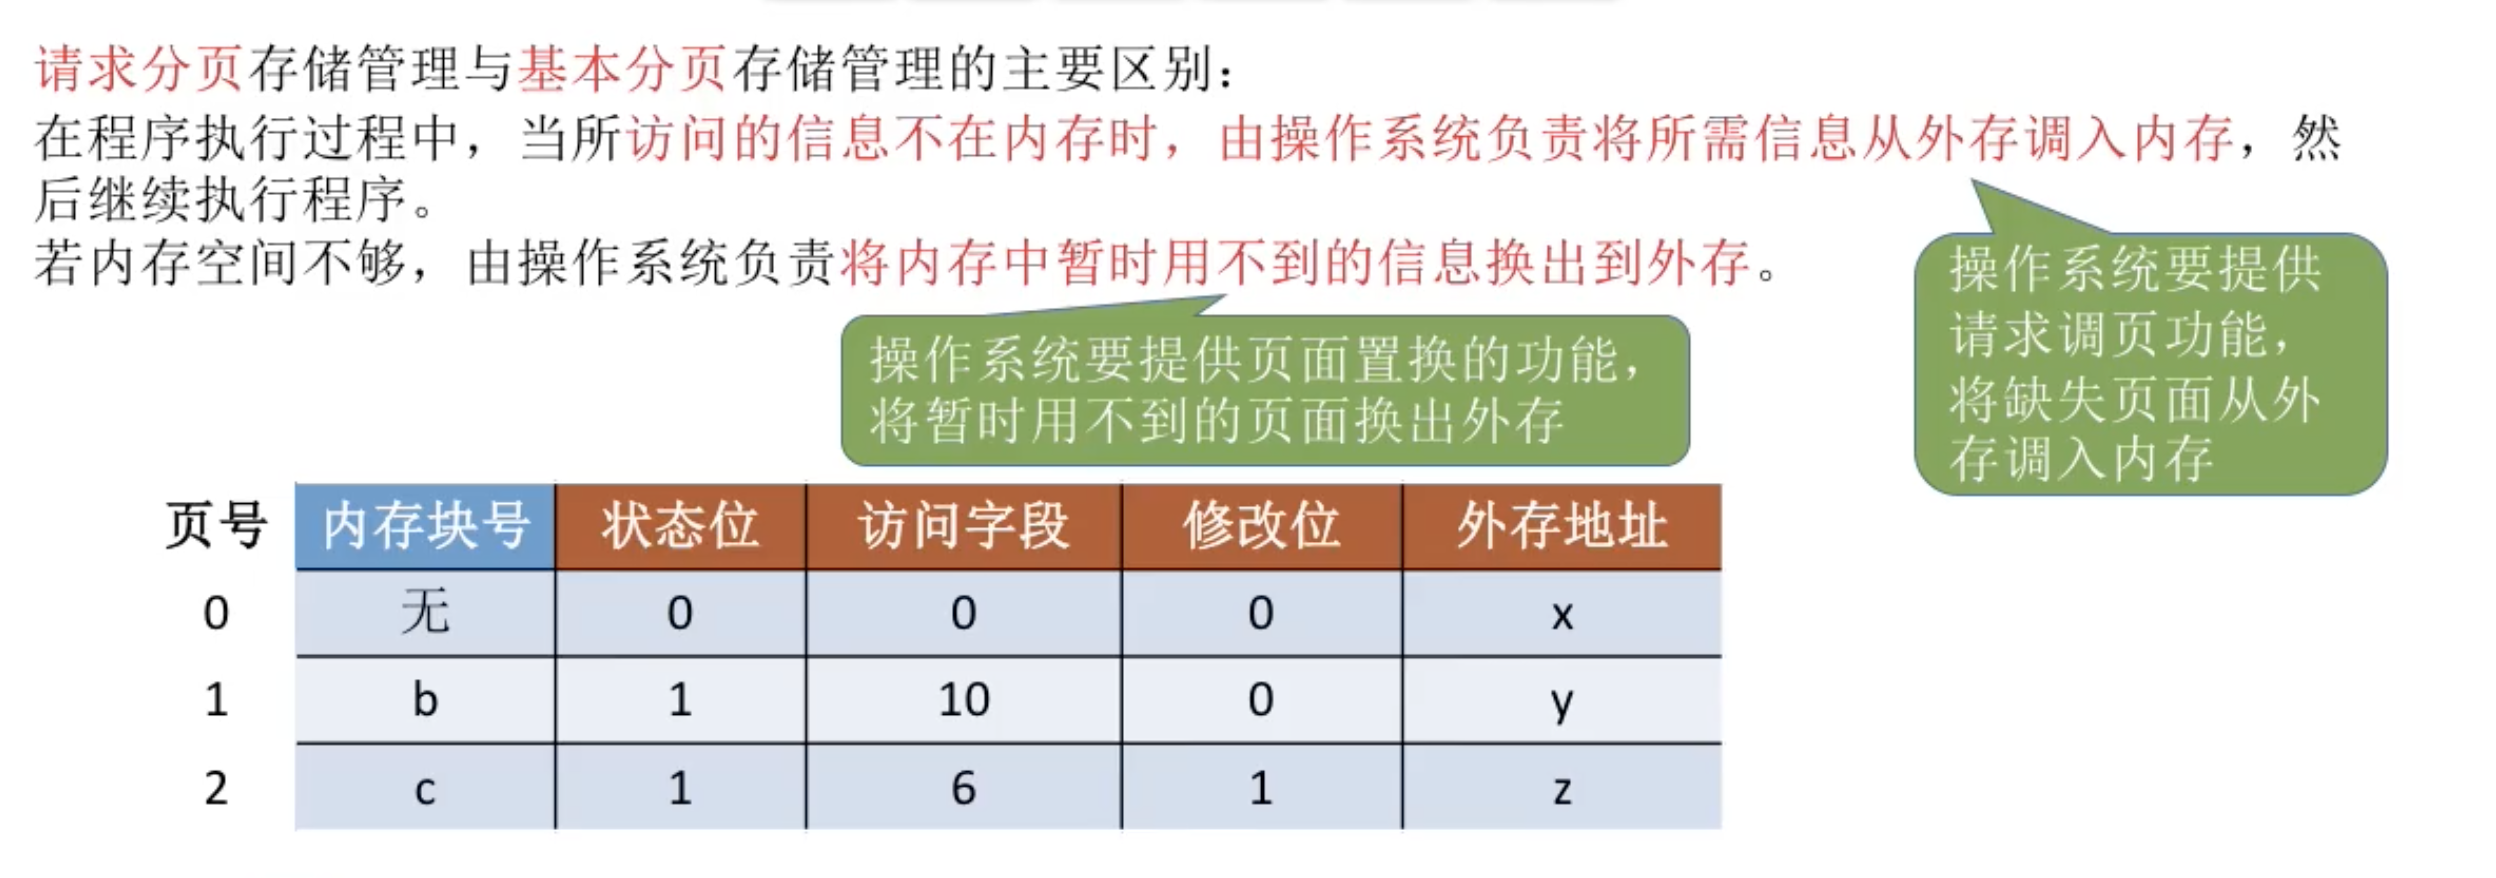 请求分页存储管理与基本分页存储管理的主要区别：
在程序执行过程中，当所访问的信息不在内存时，由操作系统负责将所需信息从外存调入内存，然
后继续执行程序。
若内存空间不够，由操作系统负责将内存中暂时用不到的信息换出到外存。
操作系统要提供
请求调页功能，
将缺失页面从外
存调入内存
操作系统要提供页面置换的功能，
将暂时用不到的页面换出外存
页号 内存块号 状态位 访问字段 修改位 外存地址
0 无 0 0 0 x
1 b 1 10 0 y
2 c 1 6 1 z